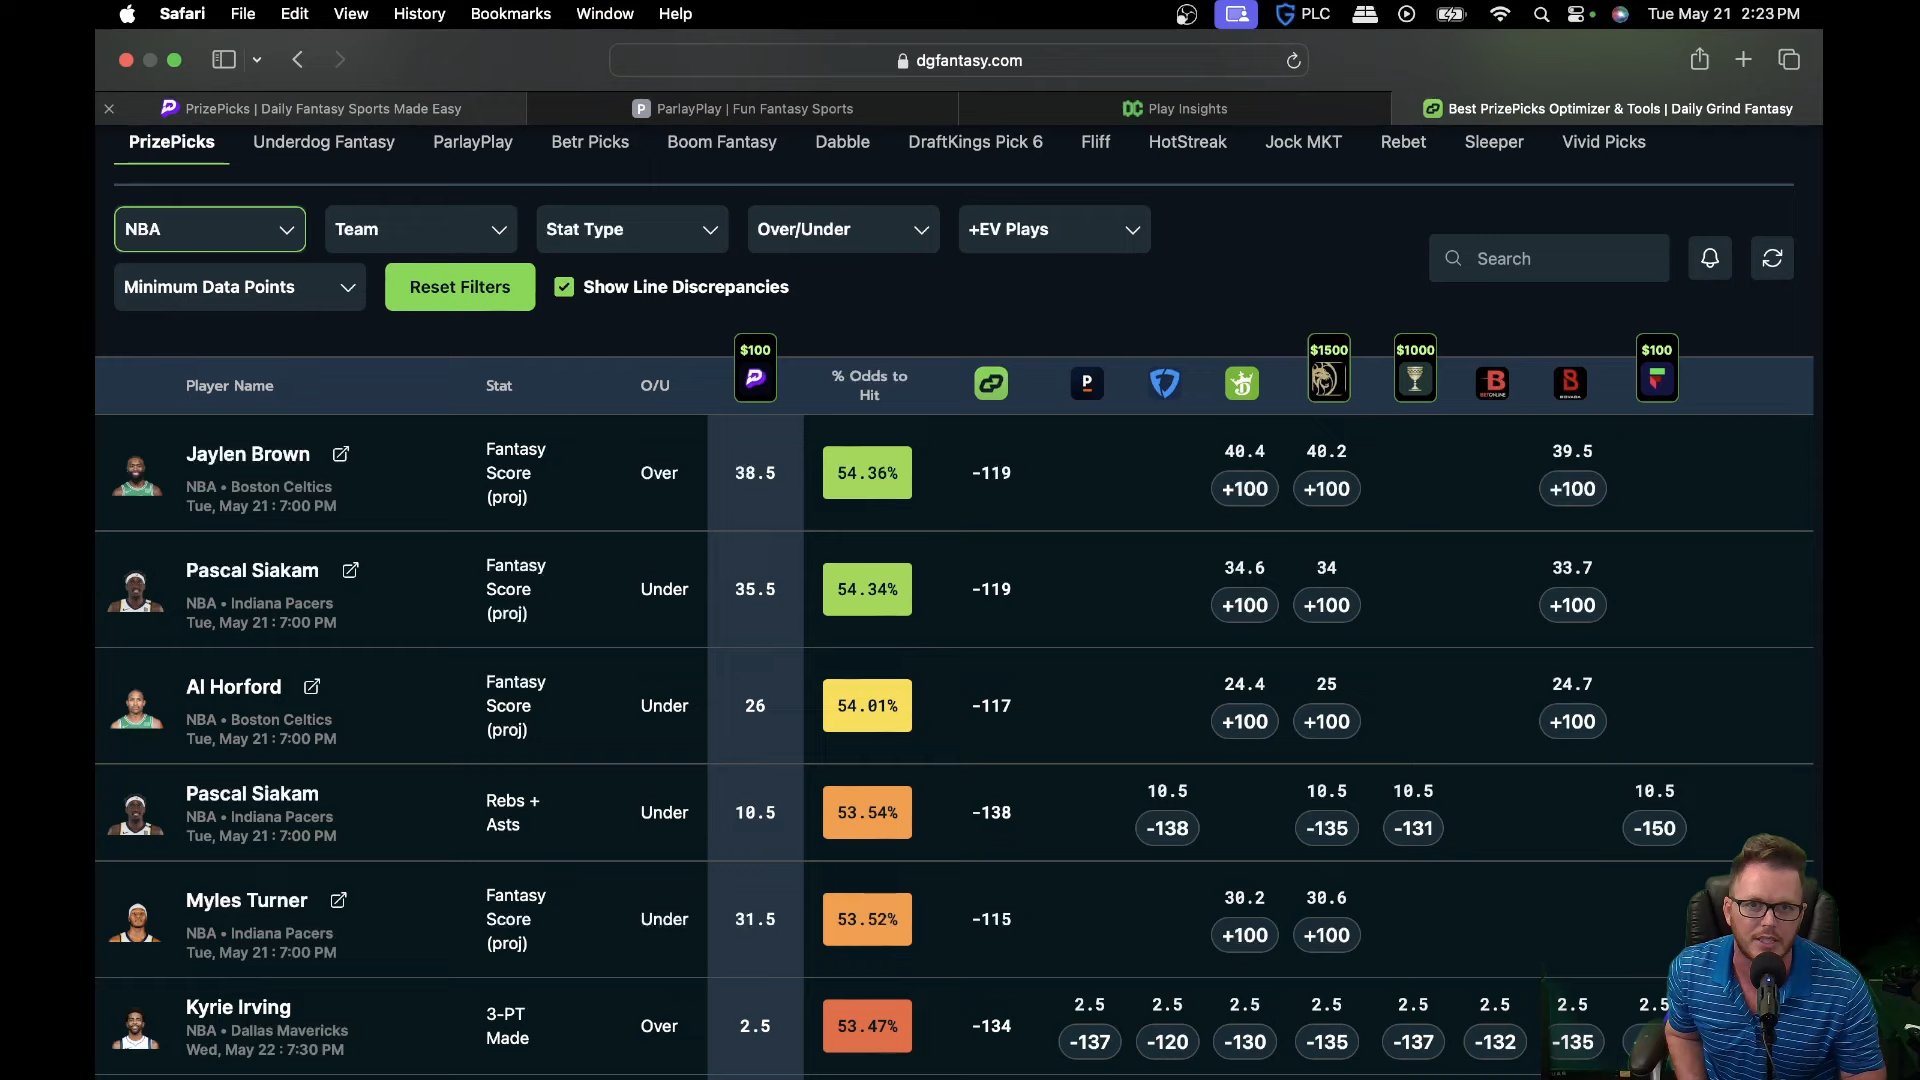 Safari File Edit View History Bookmarks Window Help PLC Tue May 21 2:23 PM
dgfantasy.com
PrizePicks | Daily Fantasy Sports Made Easy
ParlayPlay | Fun Fantasy Sports
Play Insights
Best PrizePicks Optimizer & Tools | Daily Grind Fantasy
PrizePicks Underdog Fantasy ParlayPlay Betr Picks Boom Fantasy Dabble DraftKings Pick 6 Fliff HotStreak Jock MKT Rebet Sleeper Vivid Picks
NBA Team Stat Type Over/Under +EV Plays
Search
Minimum Data Points Reset Filters Show Line Discrepancies
$100 $1500 $1000 $100
Player Name Stat O/U % Odds to
Hit
Jaylen Brown
NBA • Boston Celtics
Tue, May 21 : 7:00 PM
Fantasy
Score
(proj)
Over 38.5 54.36% -119
40.4 40.2 39.5
+100 +100 +100
Pascal Siakam
NBA • Indiana Pacers
Tue, May 21 : 7:00 PM
Fantasy
Score
(proj)
Under 35.5 54.34% -119
34.6 34 33.7
+100 +100 +100
Al Horford
NBA • Boston Celtics
Tue, May 21 : 7:00 PM
Fantasy
Score
(proj)
Under 26 54.01% -117
24.4 25 24.7
+100 +100 +100
Pascal Siakam
NBA • Indiana Pacers
Tue, May 21 : 7:00 PM
Rebs +
Asts
Under 10.5 53.54% -138
10.5 10.5 10.5 10.5
-138 -135 -131 -150
Myles Turner
NBA • Indiana Pacers
Tue, May 21 : 7:00 PM
Fantasy
Score
(proj)
Under 31.5 53.52% -115
30.2 30.6
+100 +100
Kyrie Irving
NBA • Dallas Mavericks
Wed, May 22 : 7:30 PM
3-PT
Made
Over 2.5 53.47% -134
2.5 2.5 2.5 2.5 2.5 2.5 2.5 2.5
-137 -120 -130 -135 -137 -132 -135